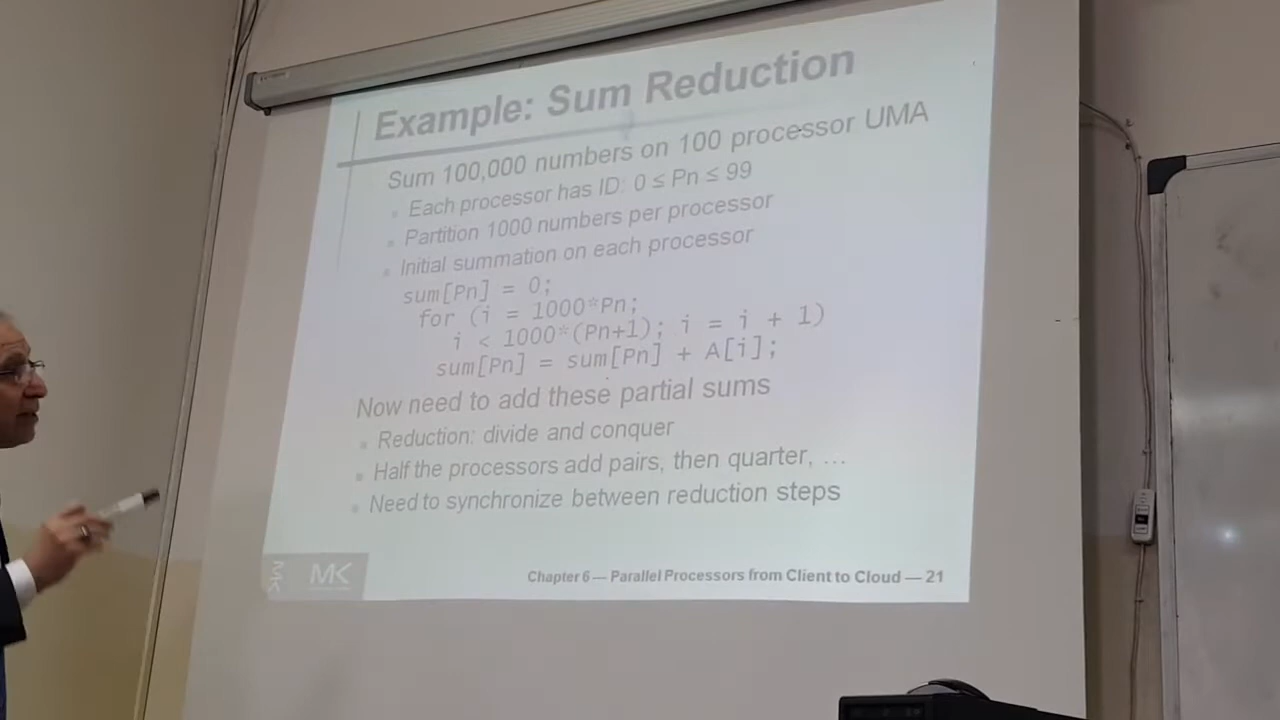 Example: Sum Reduction
Sum 100,000 numbers on 100 processor UMA
Each processor has ID: 0 ≤ Pn ≤ 99
Partition 1000 numbers per processor
Initial summation on each processor
sum[Pn] = 0;
for (i = 1000*Pn;
i < 1000*(Pn+1); i = i + 1)
sum[Pn] = sum[Pn] + A[i];
Now need to add these partial sums
Reduction: divide and conquer
Half the processors add pairs, then quarter, …
Need to synchronize between reduction steps
MK
MK
Chapter 6 — Parallel Processors from Client to Cloud — 21